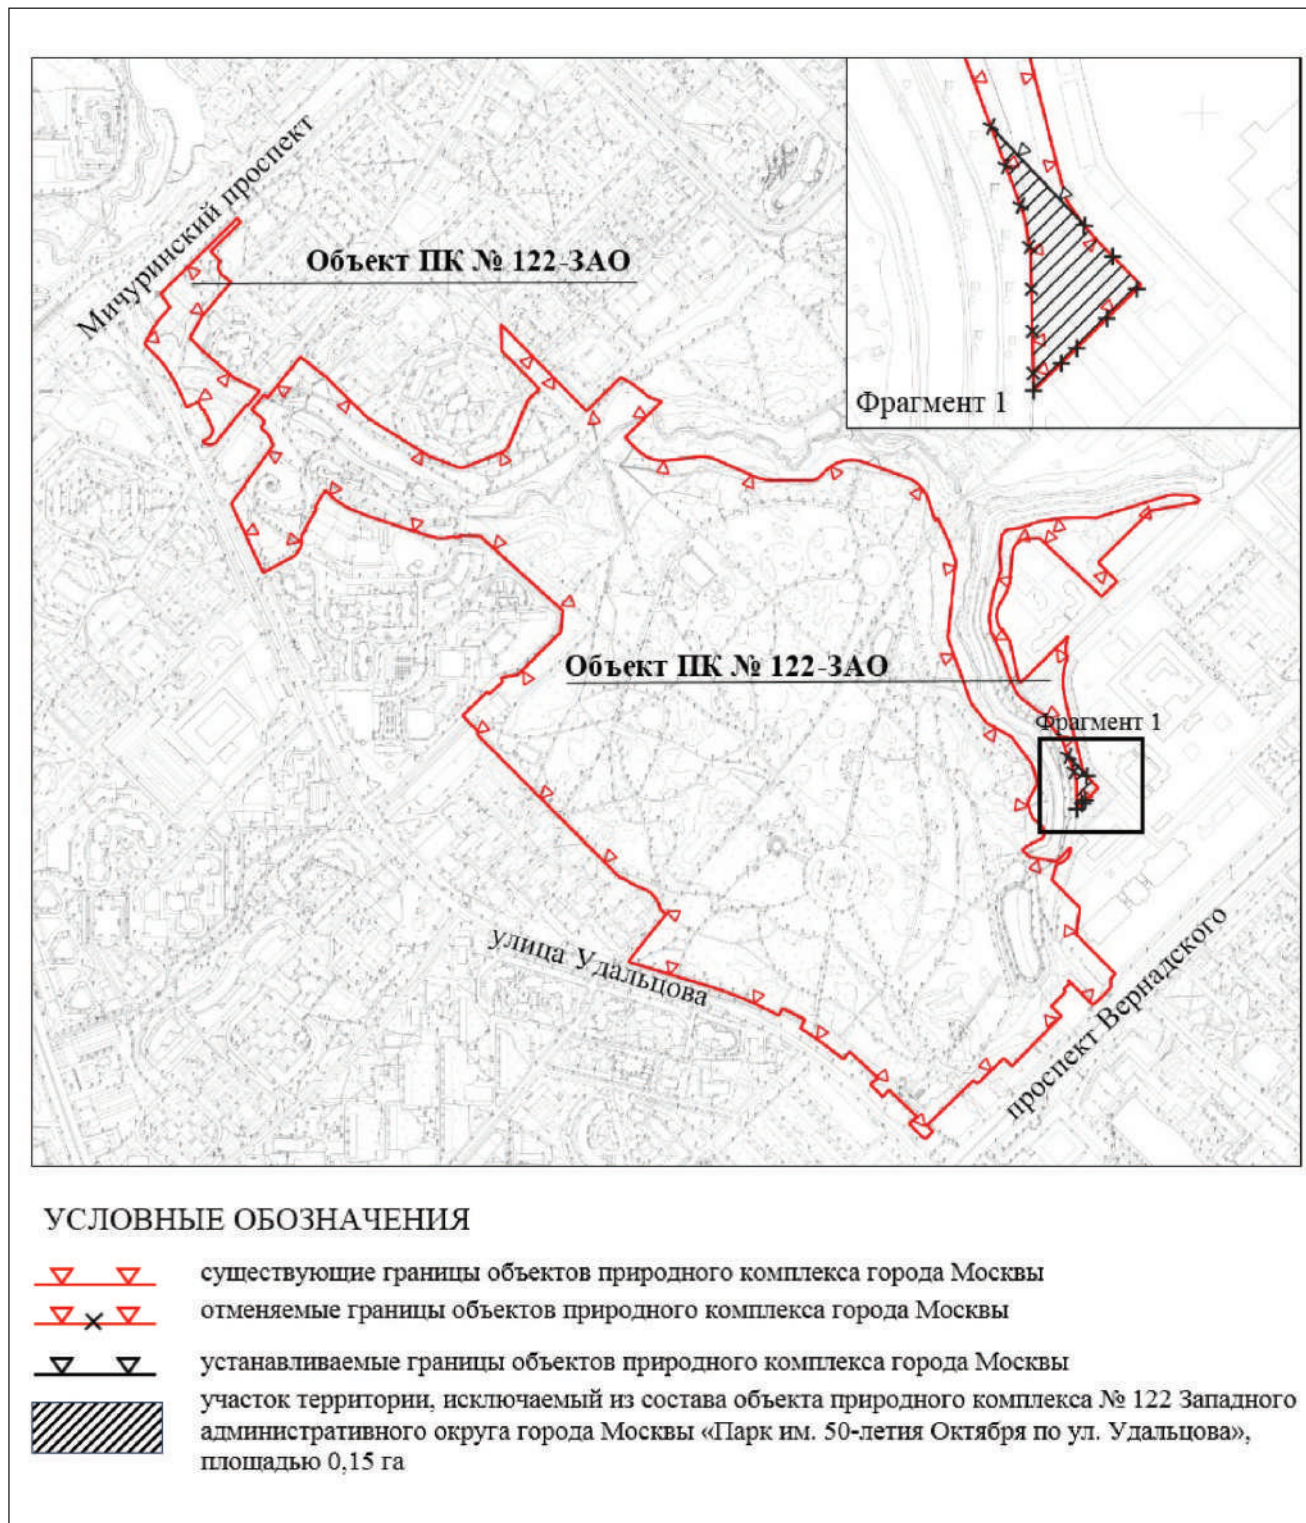 Мичуринский проспект
Объект ПК № 122-ЗАО
Фрагмент 1
Объект ПК № 122-ЗАО
Фрагмент 1
улица Удальцова
проспект Вернадского
УСЛОВНЫЕ ОБОЗНАЧЕНИЯ
существующие границы объектов природного комплекса города Москвы
отменяемые границы объектов природного комплекса города Москвы
устанавливаемые границы объектов природного комплекса города Москвы
участок территории, исключаемый из состава объекта природного комплекса № 122 Западного
административного округа города Москвы «Парк им. 50-летия Октября по ул. Удальцова»,
площадью 0,15 га